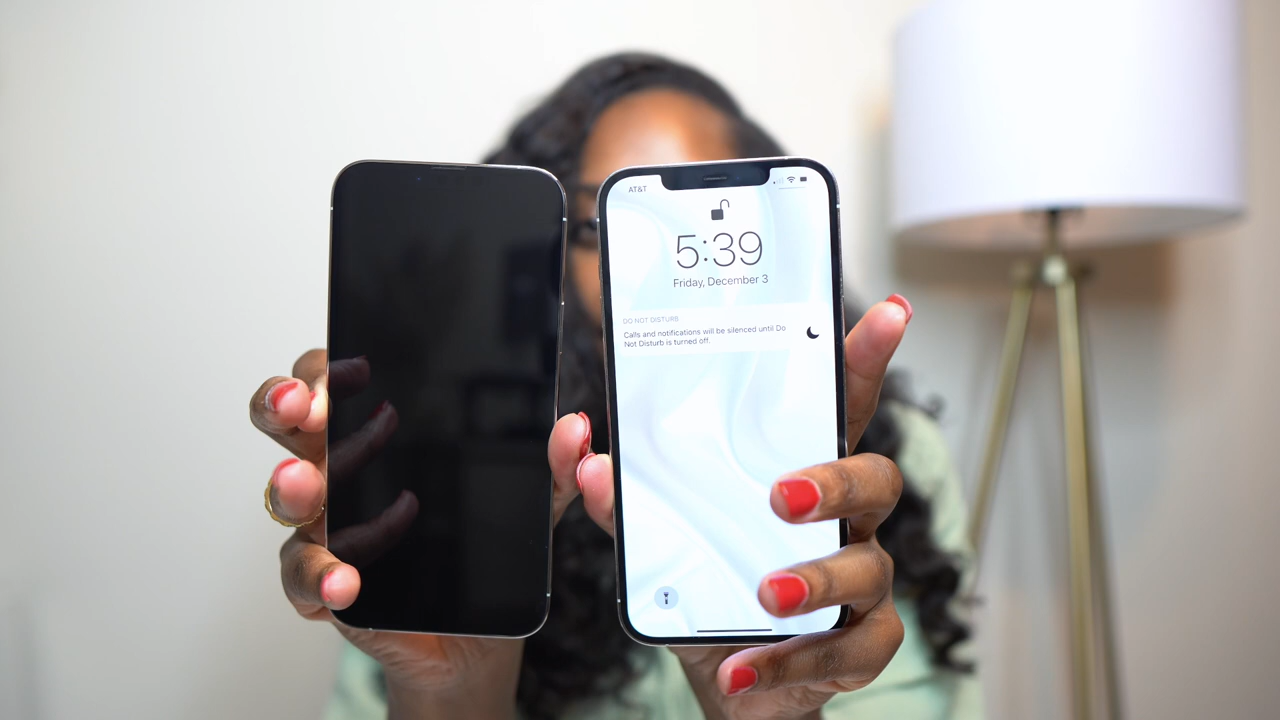 AT&T
5:39
Friday, December 3
DO NOT DISTURB
Calls and notifications will be silenced until Do
Not Disturb is turned off.